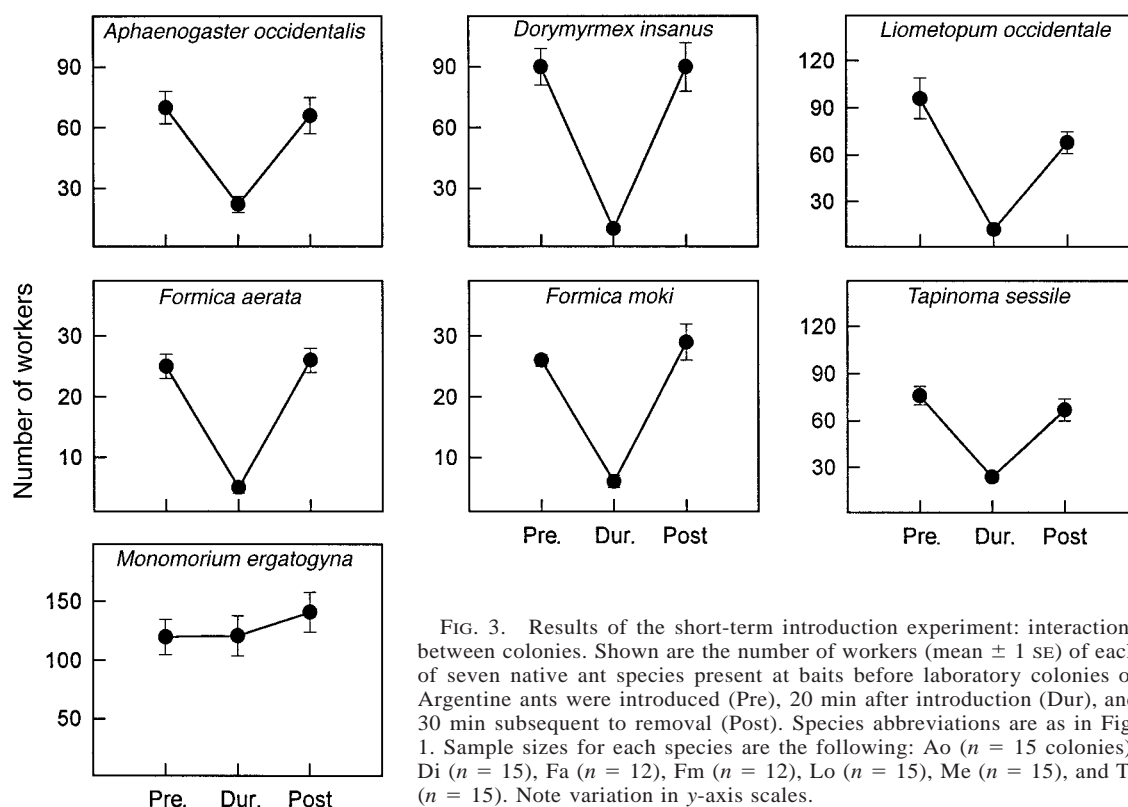 Aphaenogaster occidentalis
90
60
30
Dorymyrmex insanus
90
60
30
Liometopum occidentale
120
90
60
30
Number of workers
Formica aerata
30
20
10
Formica moki
30
20
10
Pre. Dur. Post
Tapinoma sessile
120
90
60
30
Pre. Dur. Post
Monomorium ergatogyna
150
100
50
Pre. Dur. Post
FIG. 3. Results of the short-term introduction experiment: interaction
between colonies. Shown are the number of workers (mean ± 1 SE) of each
of seven native ant species present at baits before laboratory colonies o
Argentine ants were introduced (Pre), 20 min after introduction (Dur), and
30 min subsequent to removal (Post). Species abbreviations are as in Fig
1. Sample sizes for each species are the following: Ao (n = 15 colonies)
Di (n = 15), Fa (n = 12), Fm (n = 12), Lo (n = 15), Me (n = 15), and T
(n = 15). Note variation in y-axis scales.